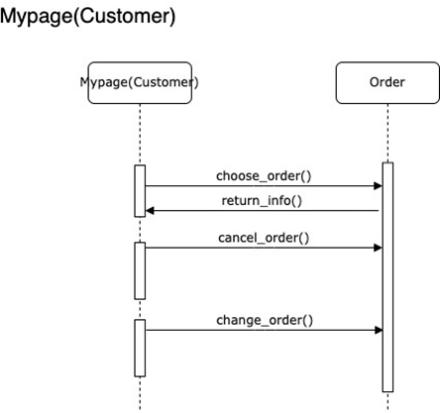 Mypage(Customer)
Mypage(Customer)
Order
choose_order()
return_info()
cancel_order()
change_order()